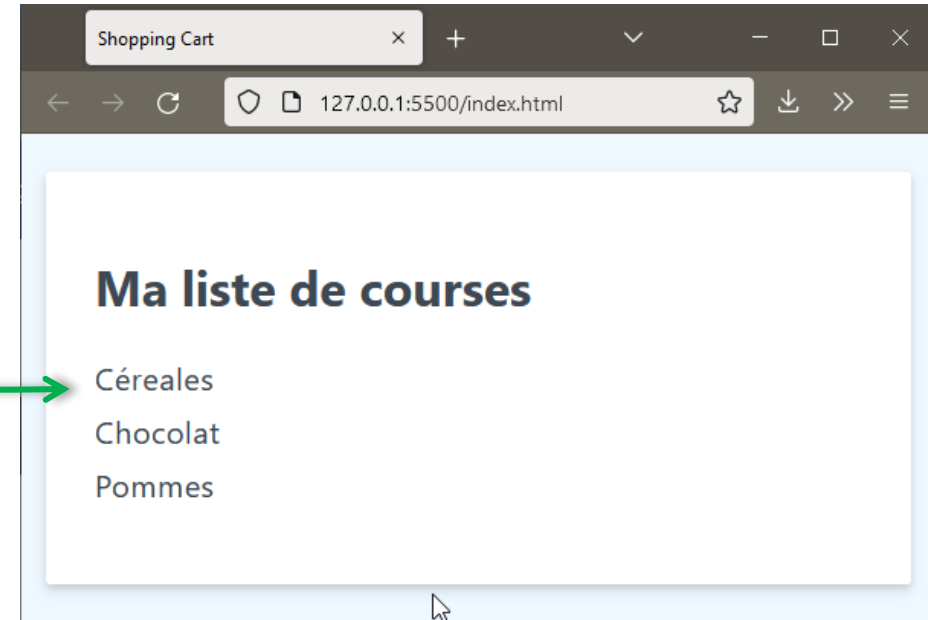 Shopping Cart
127.0.0.1:5500/index.html
Ma liste de courses
Céreales
Chocolat
Pommes